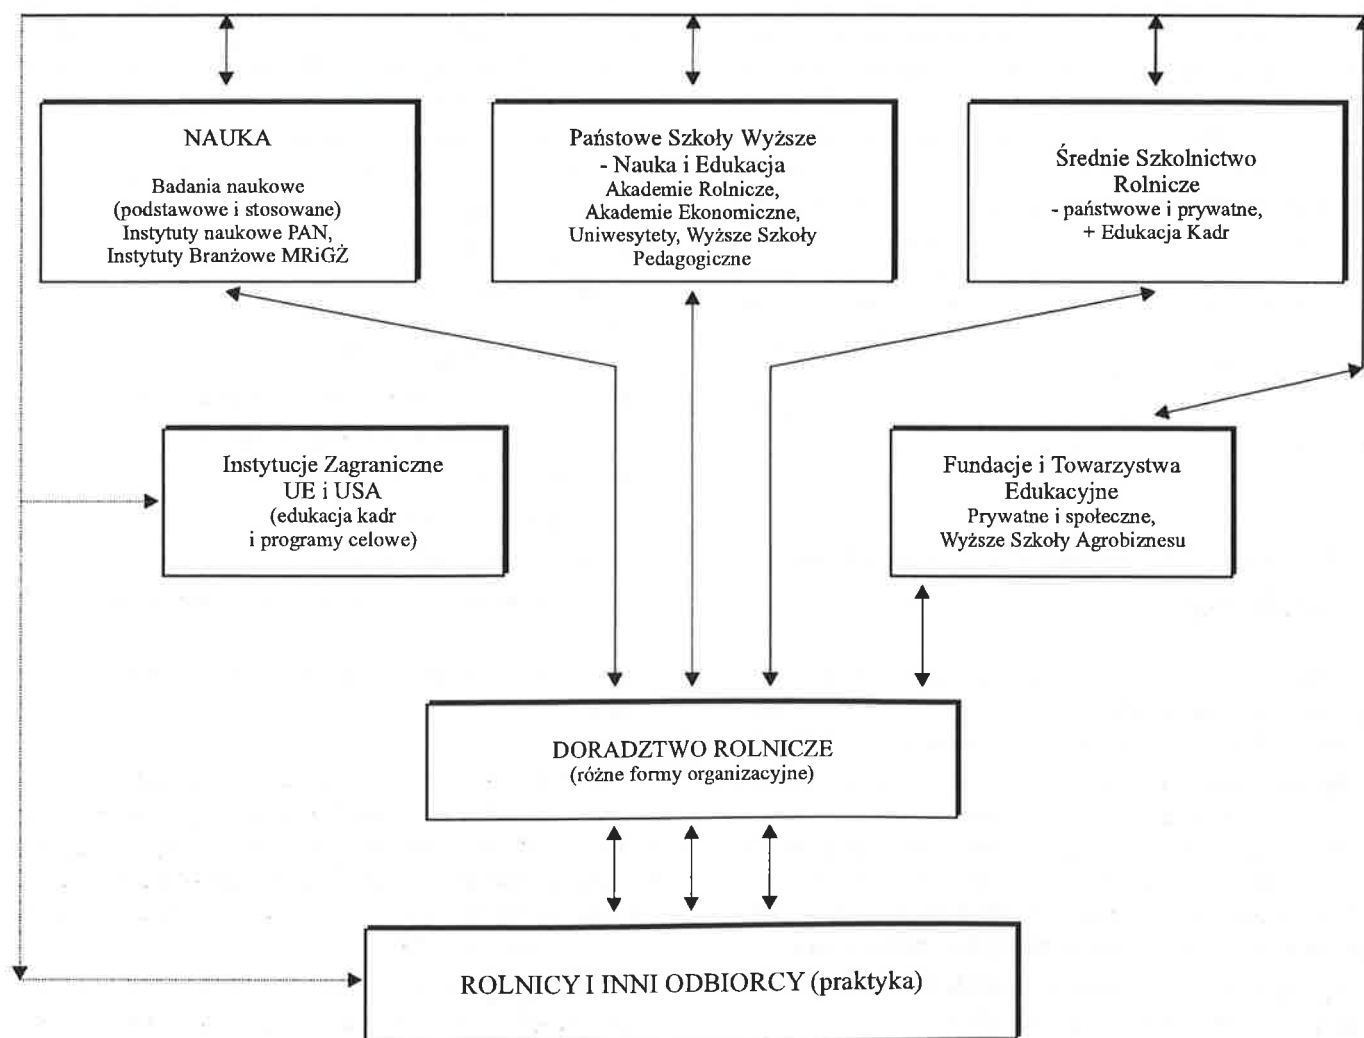 NAUKA
Badania naukowe
(podstawowe i stosowane)
Instytuty naukowe PAN,
Instytuty Branżowe MRiGŻ
Państowe Szkoły Wyższe
- Nauka i Edukacja
Akademie Rolnicze,
Akademie Ekonomiczne,
Uniwesytety, Wyższe Szkoły
Pedagogiczne
Średnie Szkolnictwo
Rolnicze
- państwowe i prywatne,
+ Edukacja Kadr
Instytucje Zagraniczne
UE i USA
(edukacja kadr
i programy celowe)
Fundacje i Towarzystwa
Edukacyjne
Prywatne i społeczne,
Wyższe Szkoły Agrobiznesu
DORADZTWO ROLNICZE
(różne formy organizacyjne)
ROLNICY I INNI ODBIORCY (praktyka)